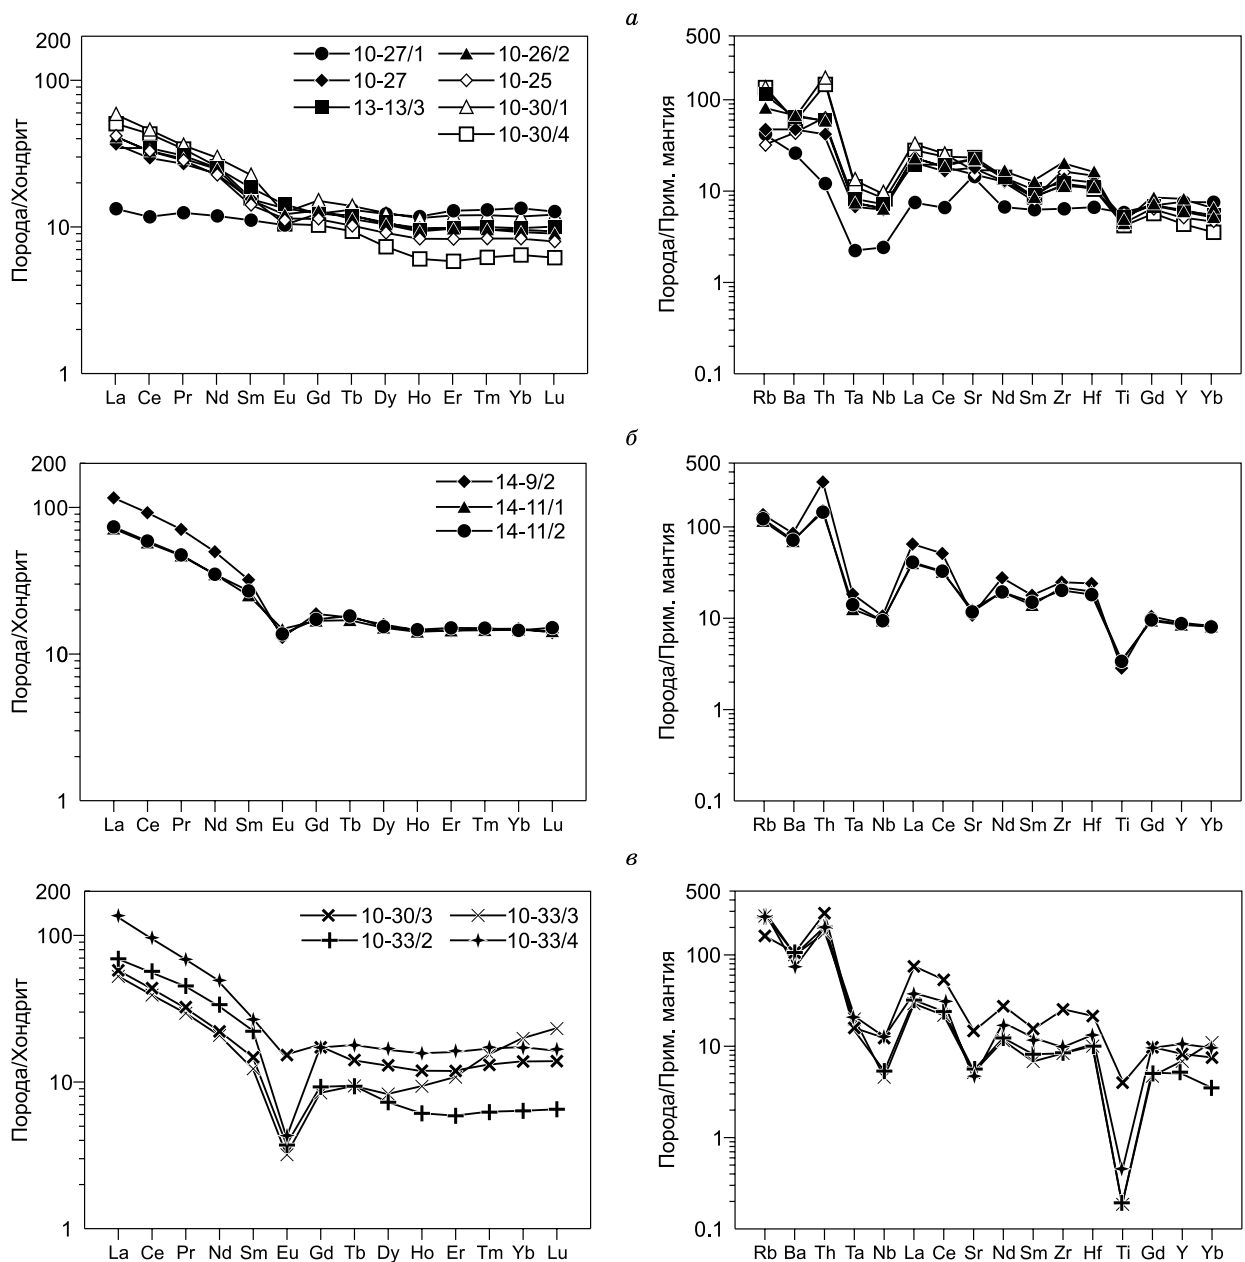 а
200
100
10
1
Порода/Хондрит
10-27/1
10-26/2
10-27
10-25
13-13/3
10-30/1
10-30/4
La Ce Pr Nd Sm Eu Gd Tb Dy Ho Er Tm Yb Lu
500
100
10
1
0.1
Порода/Прим. мантия
Rb Ba Th Ta Nb La Ce Sr Nd Sm Zr Hf Ti Gd Y Yb
б
200
100
10
1
Порода/Хондрит
14-9/2
14-11/1
14-11/2
La Ce Pr Nd Sm Eu Gd Tb Dy Ho Er Tm Yb Lu
500
100
10
1
0.1
Порода/Прим. мантия
Rb Ba Th Ta Nb La Ce Sr Nd Sm Zr Hf Ti Gd Y Yb
в
200
100
10
1
Порода/Хондрит
10-30/3
10-33/3
10-33/2
10-33/4
La Ce Pr Nd Sm Eu Gd Tb Dy Ho Er Tm Yb Lu
500
100
10
1
0.1
Порода/Прим. мантия
Rb Ba Th Ta Nb La Ce Sr Nd Sm Zr Hf Ti Gd Y Yb